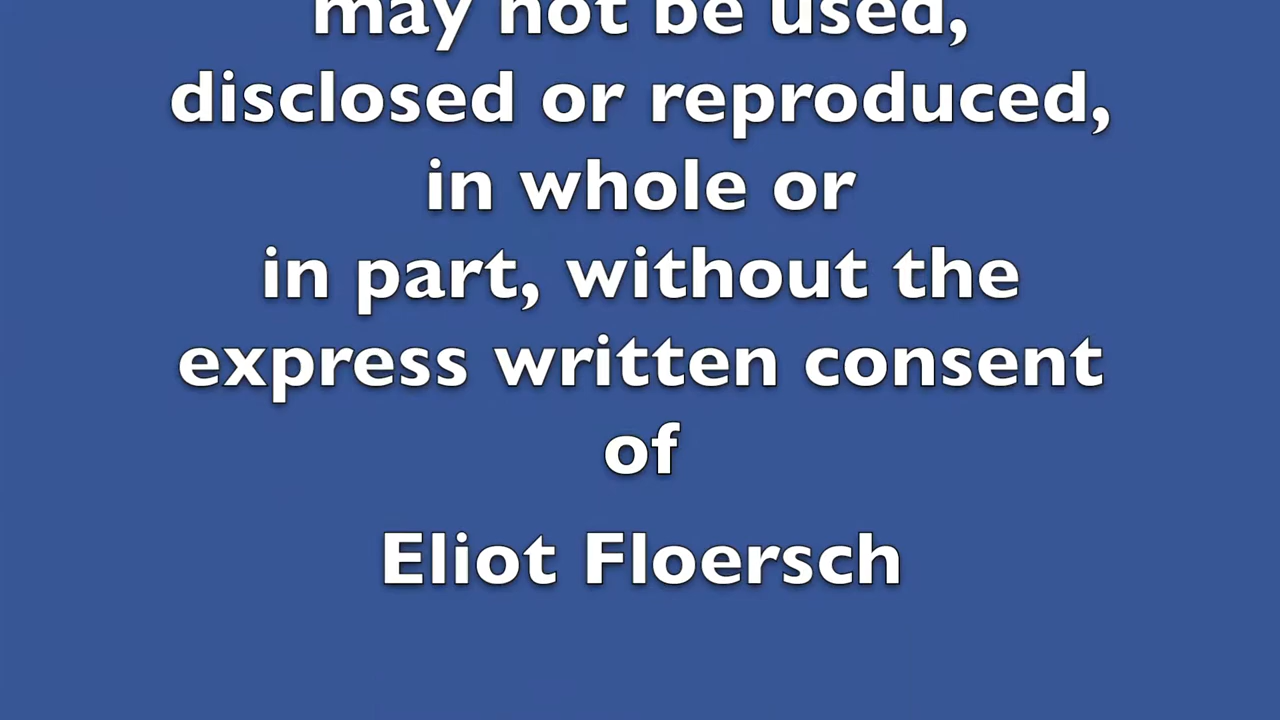 may not be used,
disclosed or reproduced,
in whole or
in part, without the
express written consent
of
Eliot Floersch